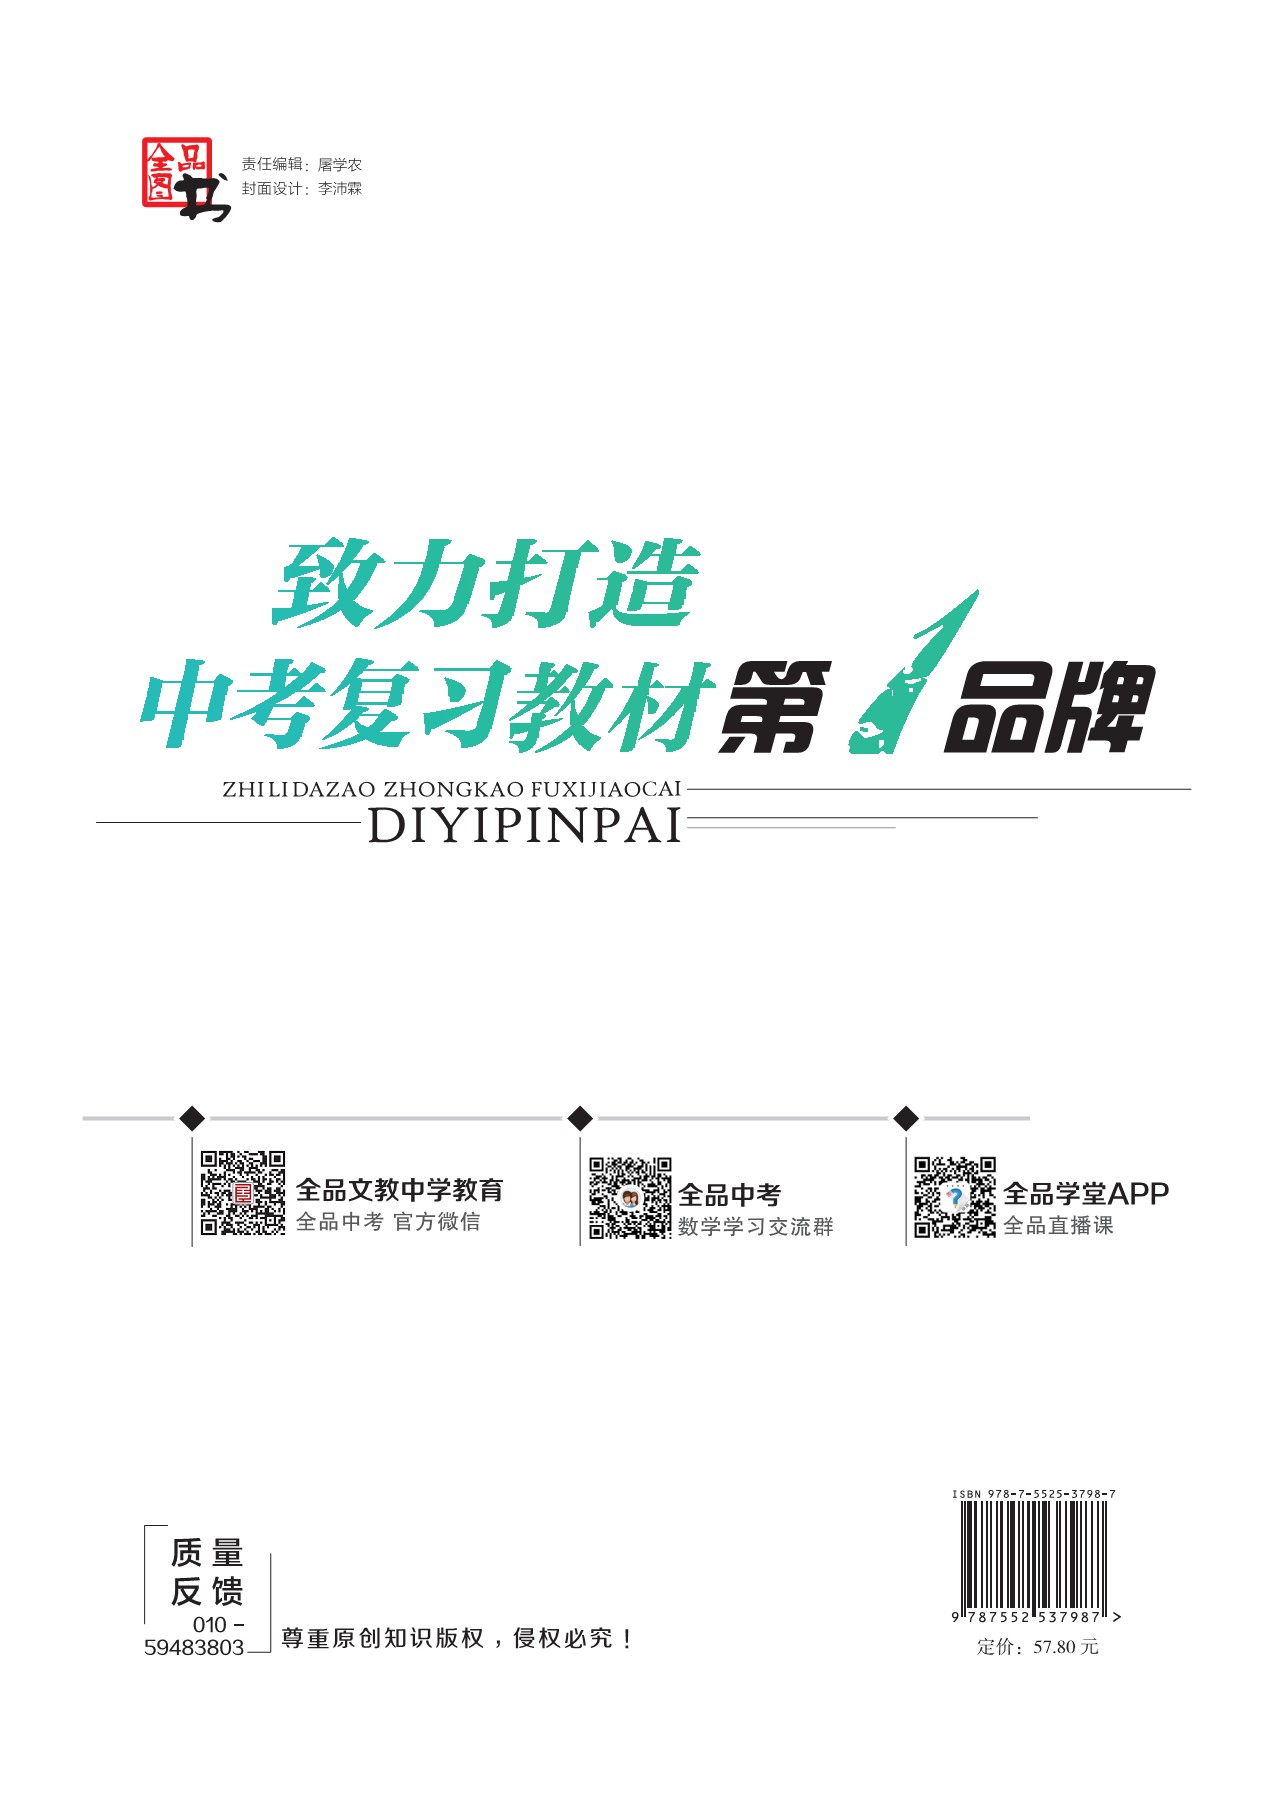 全品
图书
责任编辑：屠学农
封面设计：李沛霖
致力打造
中考复习教材第1品牌
ZHILIDAZAO ZHONGKAO FUXIJIAOCAI
DIYIPINPAI
全品文教中学教育
全品中考 官方微信
全品中考
数学学习交流群
全品学堂APP
全品直播课
质量
反馈
010－
59483803
尊重原创知识版权，侵权必究！
ISBN 978-7-5525-3798-7
9 787552 537987 >
定价：57.80 元